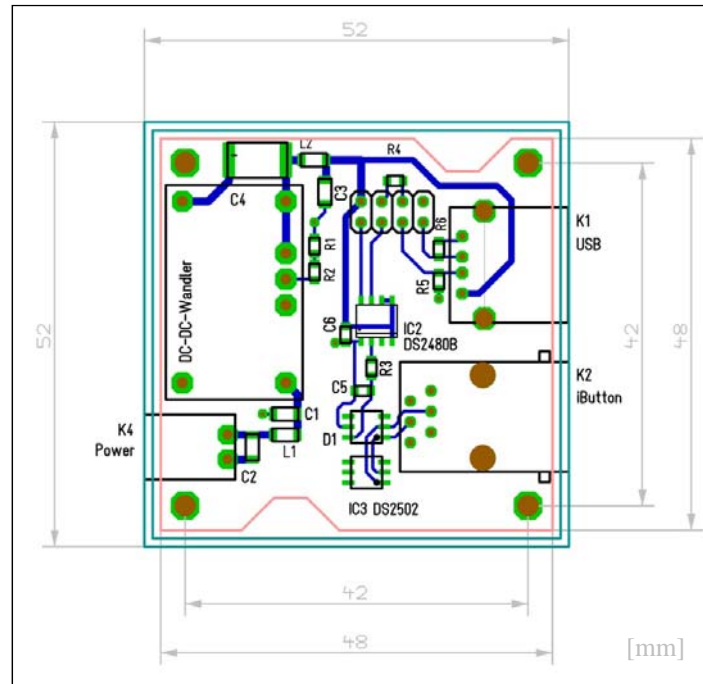 52
L2
R4
C4
C3
K1
USB
R6
R1
R2
R5
DC-DC-Wandler
52
42
48
C6
IC2
DS2480B
R3
K2
iButton
C5
C1
D1
K4
Power
L1
C2
IC3 DS2502
42
48
[mm]